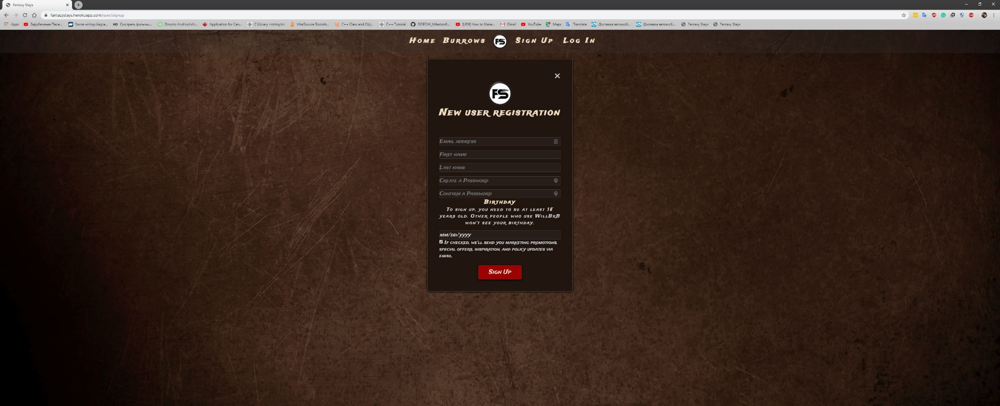 Fantasy Stays
fantazystays.herokuapp.com/user/signup
Apps Зарубежные Песн... Some wiring diagra... HD Смотреть фильмы... Dmytro Andriushch... Application for Can... C Library <string.h> VitalSource Booksh... C++ Class and Obj... C++ Tutorial OOP244_Mileston6... [UE4] How to Make... Gmail YouTube Maps Translate Доставка автомоб... Доставка автомоб... Fantasy Stays Fantasy Stays
Home Burrows FS Sign Up Log In
FS
New user registration
Email address
First name
Last name
Create a Password
Confirm a Password
Birthday
To sign up, you need to be at least 18
years old. Other people who use WillBrB
won't see your birthday.
mm/dd/yyyy
If checked, we'll send you marketing promotions,
special offers, inspiration, and policy updates via
email.
Sign Up